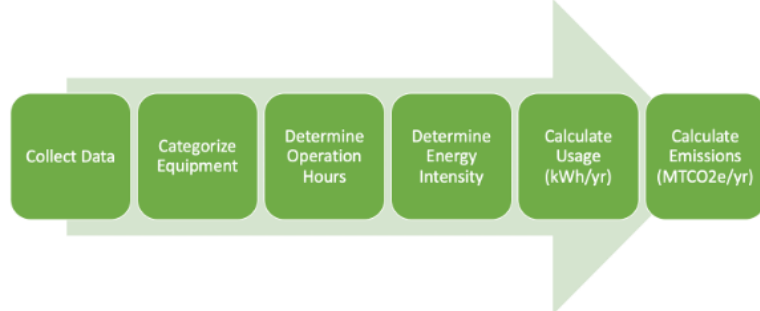 Collect Data
Categorize
Equipment
Determine
Operation
Hours
Determine
Energy
Intensity
Calculate
Usage
(kWh/yr)
Calculate
Emissions
(MTCO2e/yr)